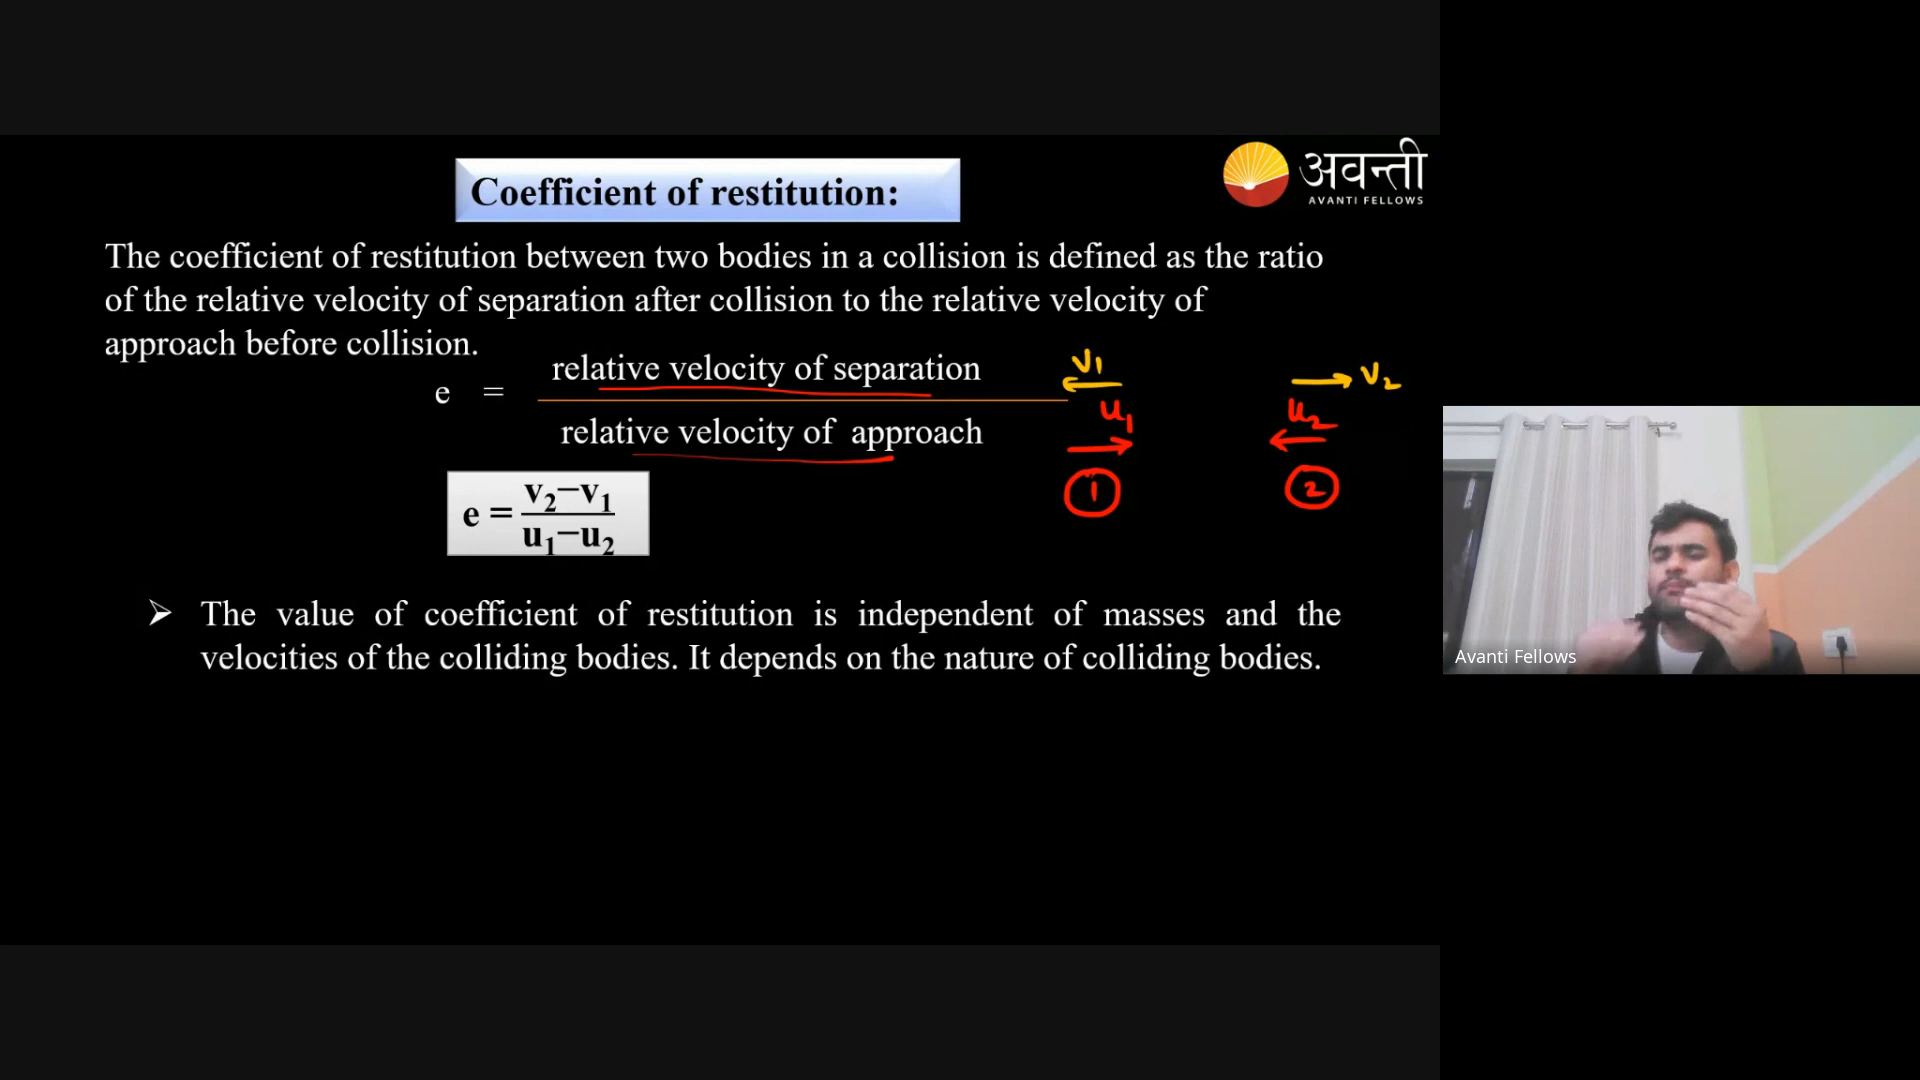 अवन्ती
AVANTI FELLOWS
Coefficient of restitution:
The coefficient of restitution between two bodies in a collision is defined as the ratio
of the relative velocity of separation after collision to the relative velocity of
approach before collision.
e = relative velocity of separation
relative velocity of approach
v₁
v₂
u₁
u₂
1
2
e = v₂−v₁
u₁−u₂
➢ The value of coefficient of restitution is independent of masses and the
velocities of the colliding bodies. It depends on the nature of colliding bodies.
Avanti Fellows